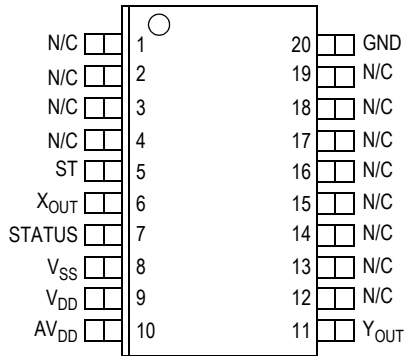 N/C 1 20 GND
N/C 2 19 N/C
N/C 3 18 N/C
N/C 4 17 N/C
ST 5 16 N/C
XOUT 6 15 N/C
STATUS 7 14 N/C
VSS 8 13 N/C
VDD 9 12 N/C
AVDD 10 11 YOUT